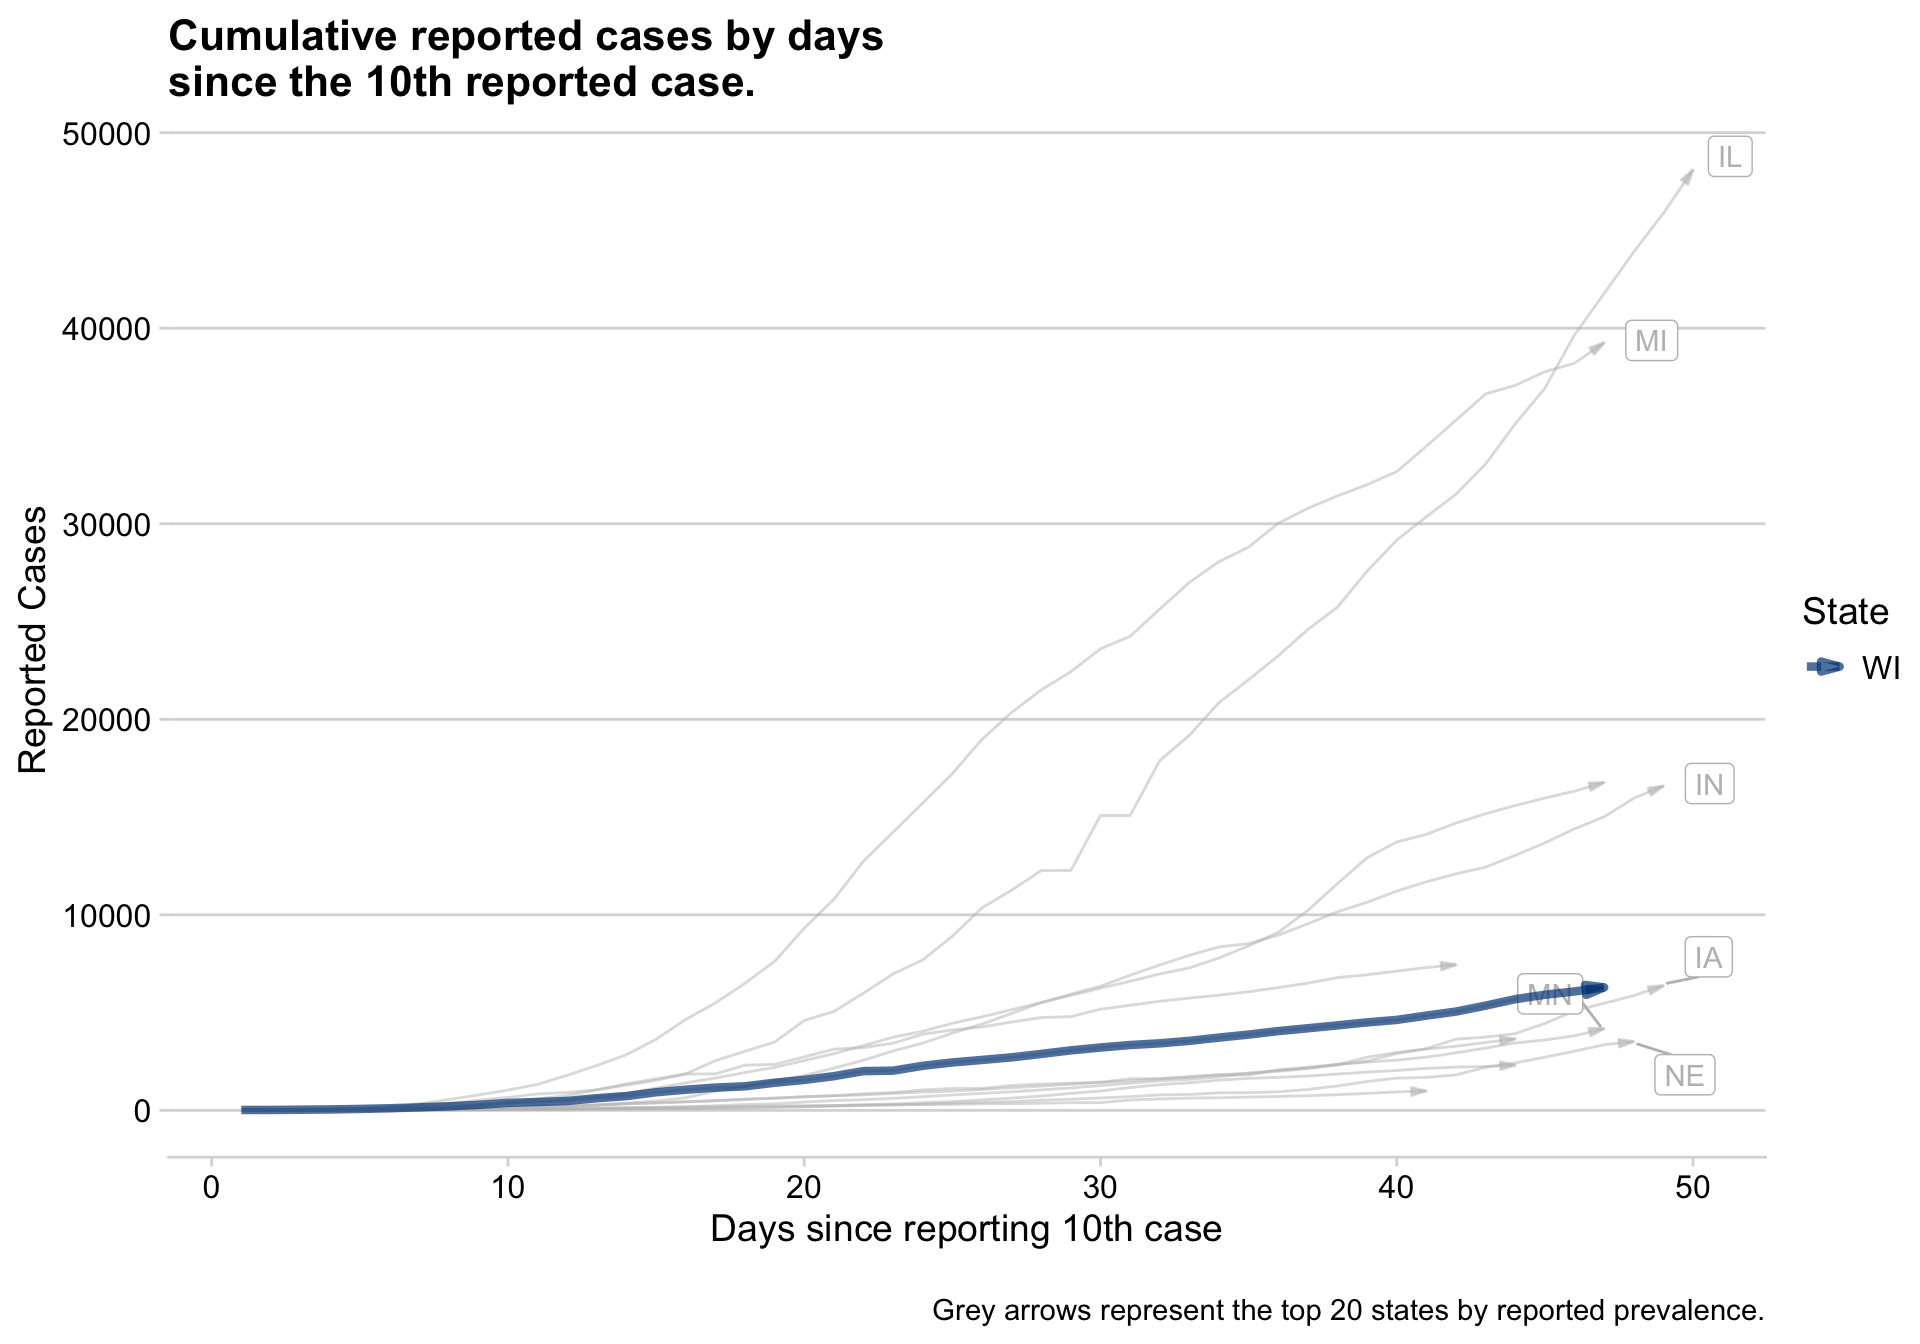 Cumulative reported cases by days
since the 10th reported case.
50000
40000
30000
20000
10000
0
Reported Cases
IL
MI
IN
IA
MN
NE
State
WI
0 10 20 30 40 50
Days since reporting 10th case
Grey arrows represent the top 20 states by reported prevalence.